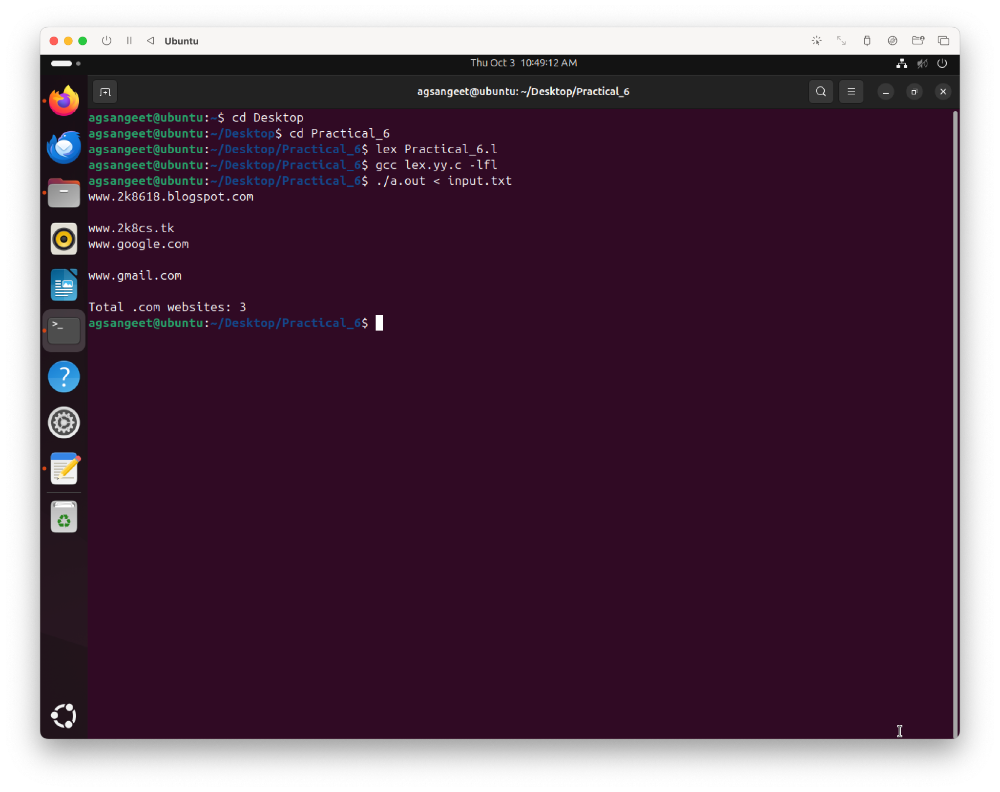 Ubuntu
Thu Oct 3 10:49:12 AM
agsangeet@ubuntu: ~/Desktop/Practical_6
agsangeet@ubuntu:~$ cd Desktop
agsangeet@ubuntu:~/Desktop$ cd Practical_6
agsangeet@ubuntu:~/Desktop/Practical_6$ lex Practical_6.l
agsangeet@ubuntu:~/Desktop/Practical_6$ gcc lex.yy.c -lfl
agsangeet@ubuntu:~/Desktop/Practical_6$ ./a.out < input.txt
www.2k8618.blogspot.com
www.2k8cs.tk
www.google.com
www.gmail.com
Total .com websites: 3
agsangeet@ubuntu:~/Desktop/Practical_6$